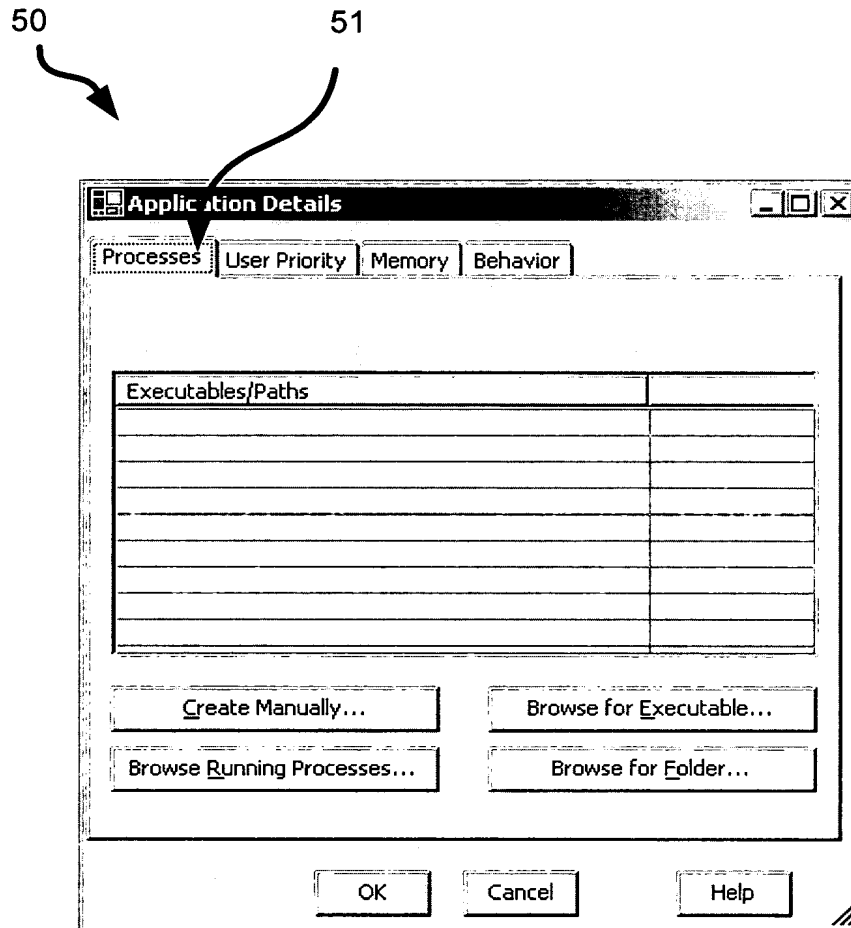 50 51
Application Details
Processes User Priority Memory Behavior
Executables/Paths
Create Manually... Browse for Executable...
Browse Running Processes... Browse for Folder...
OK Cancel Help